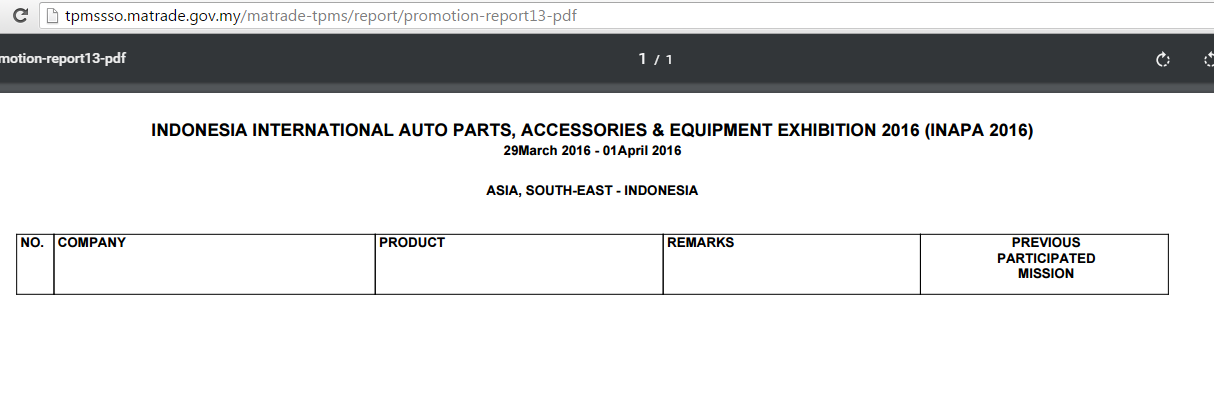 tpmssso.matrade.gov.my/matrade-tpms/report/promotion-report13-pdf
motion-report13-pdf
1 / 1
INDONESIA INTERNATIONAL AUTO PARTS, ACCESSORIES & EQUIPMENT EXHIBITION 2016 (INAPA 2016)
29March 2016 - 01April 2016
ASIA, SOUTH-EAST - INDONESIA
NO. COMPANY PRODUCT REMARKS PREVIOUS
PARTICIPATED
MISSION